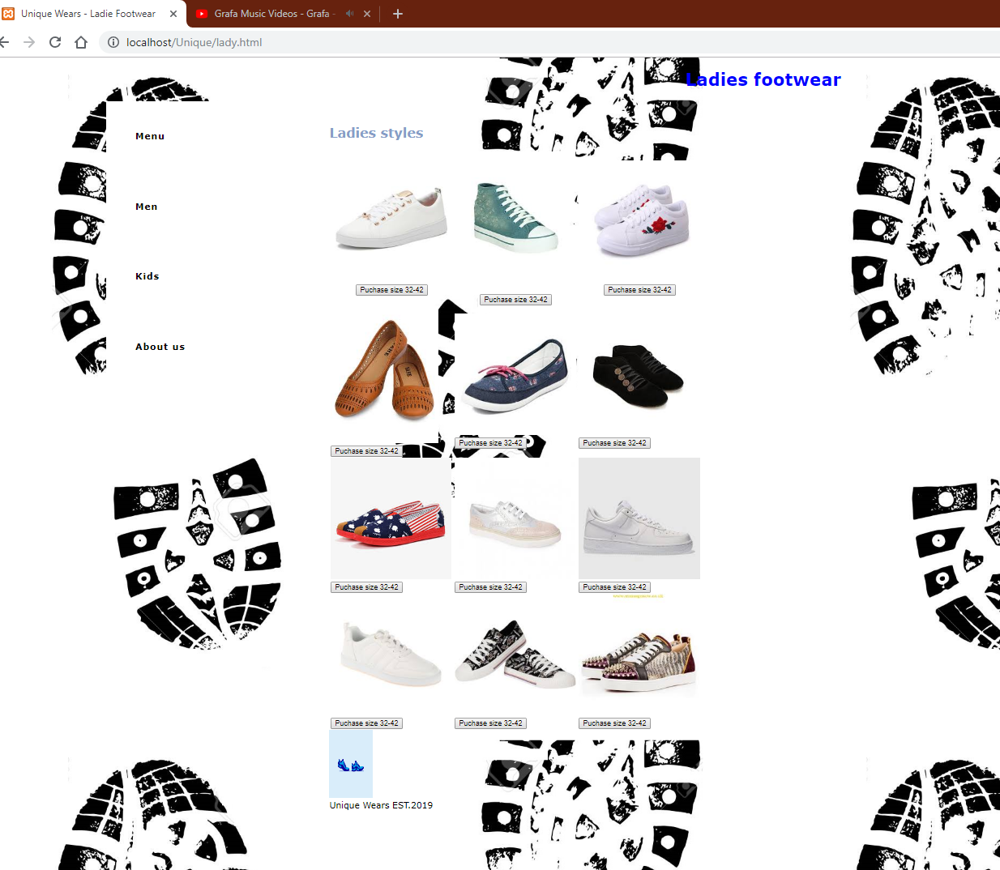 Unique Wears - Ladie Footwear
Grafa Music Videos - Grafa -
localhost/Unique/lady.html
Ladies footwear
Menu
Men
Kids
About us
Ladies styles
Puchase size 32-42
Puchase size 32-42
Puchase size 32-42
Puchase size 32-42
Puchase size 32-42
Puchase size 32-42
Puchase size 32-42
Puchase size 32-42
Puchase size 32-42
Puchase size 32-42
Puchase size 32-42
Puchase size 32-42
Unique Wears EST.2019